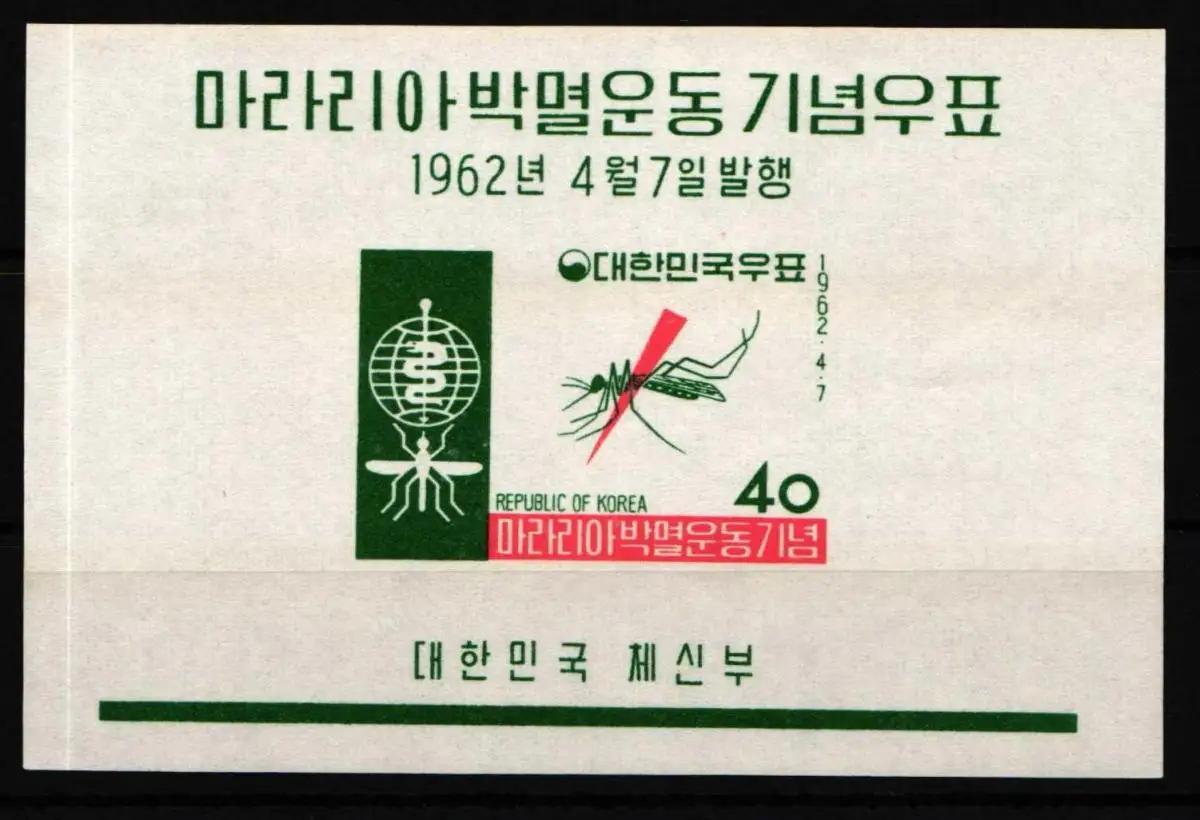 마라리아박멸운동기념우표
1962년 4월7일발행
대한민국우표
1962.4.7
REPUBLIC OF KOREA
40
마라리아박멸운동기념
대한민국 체신부